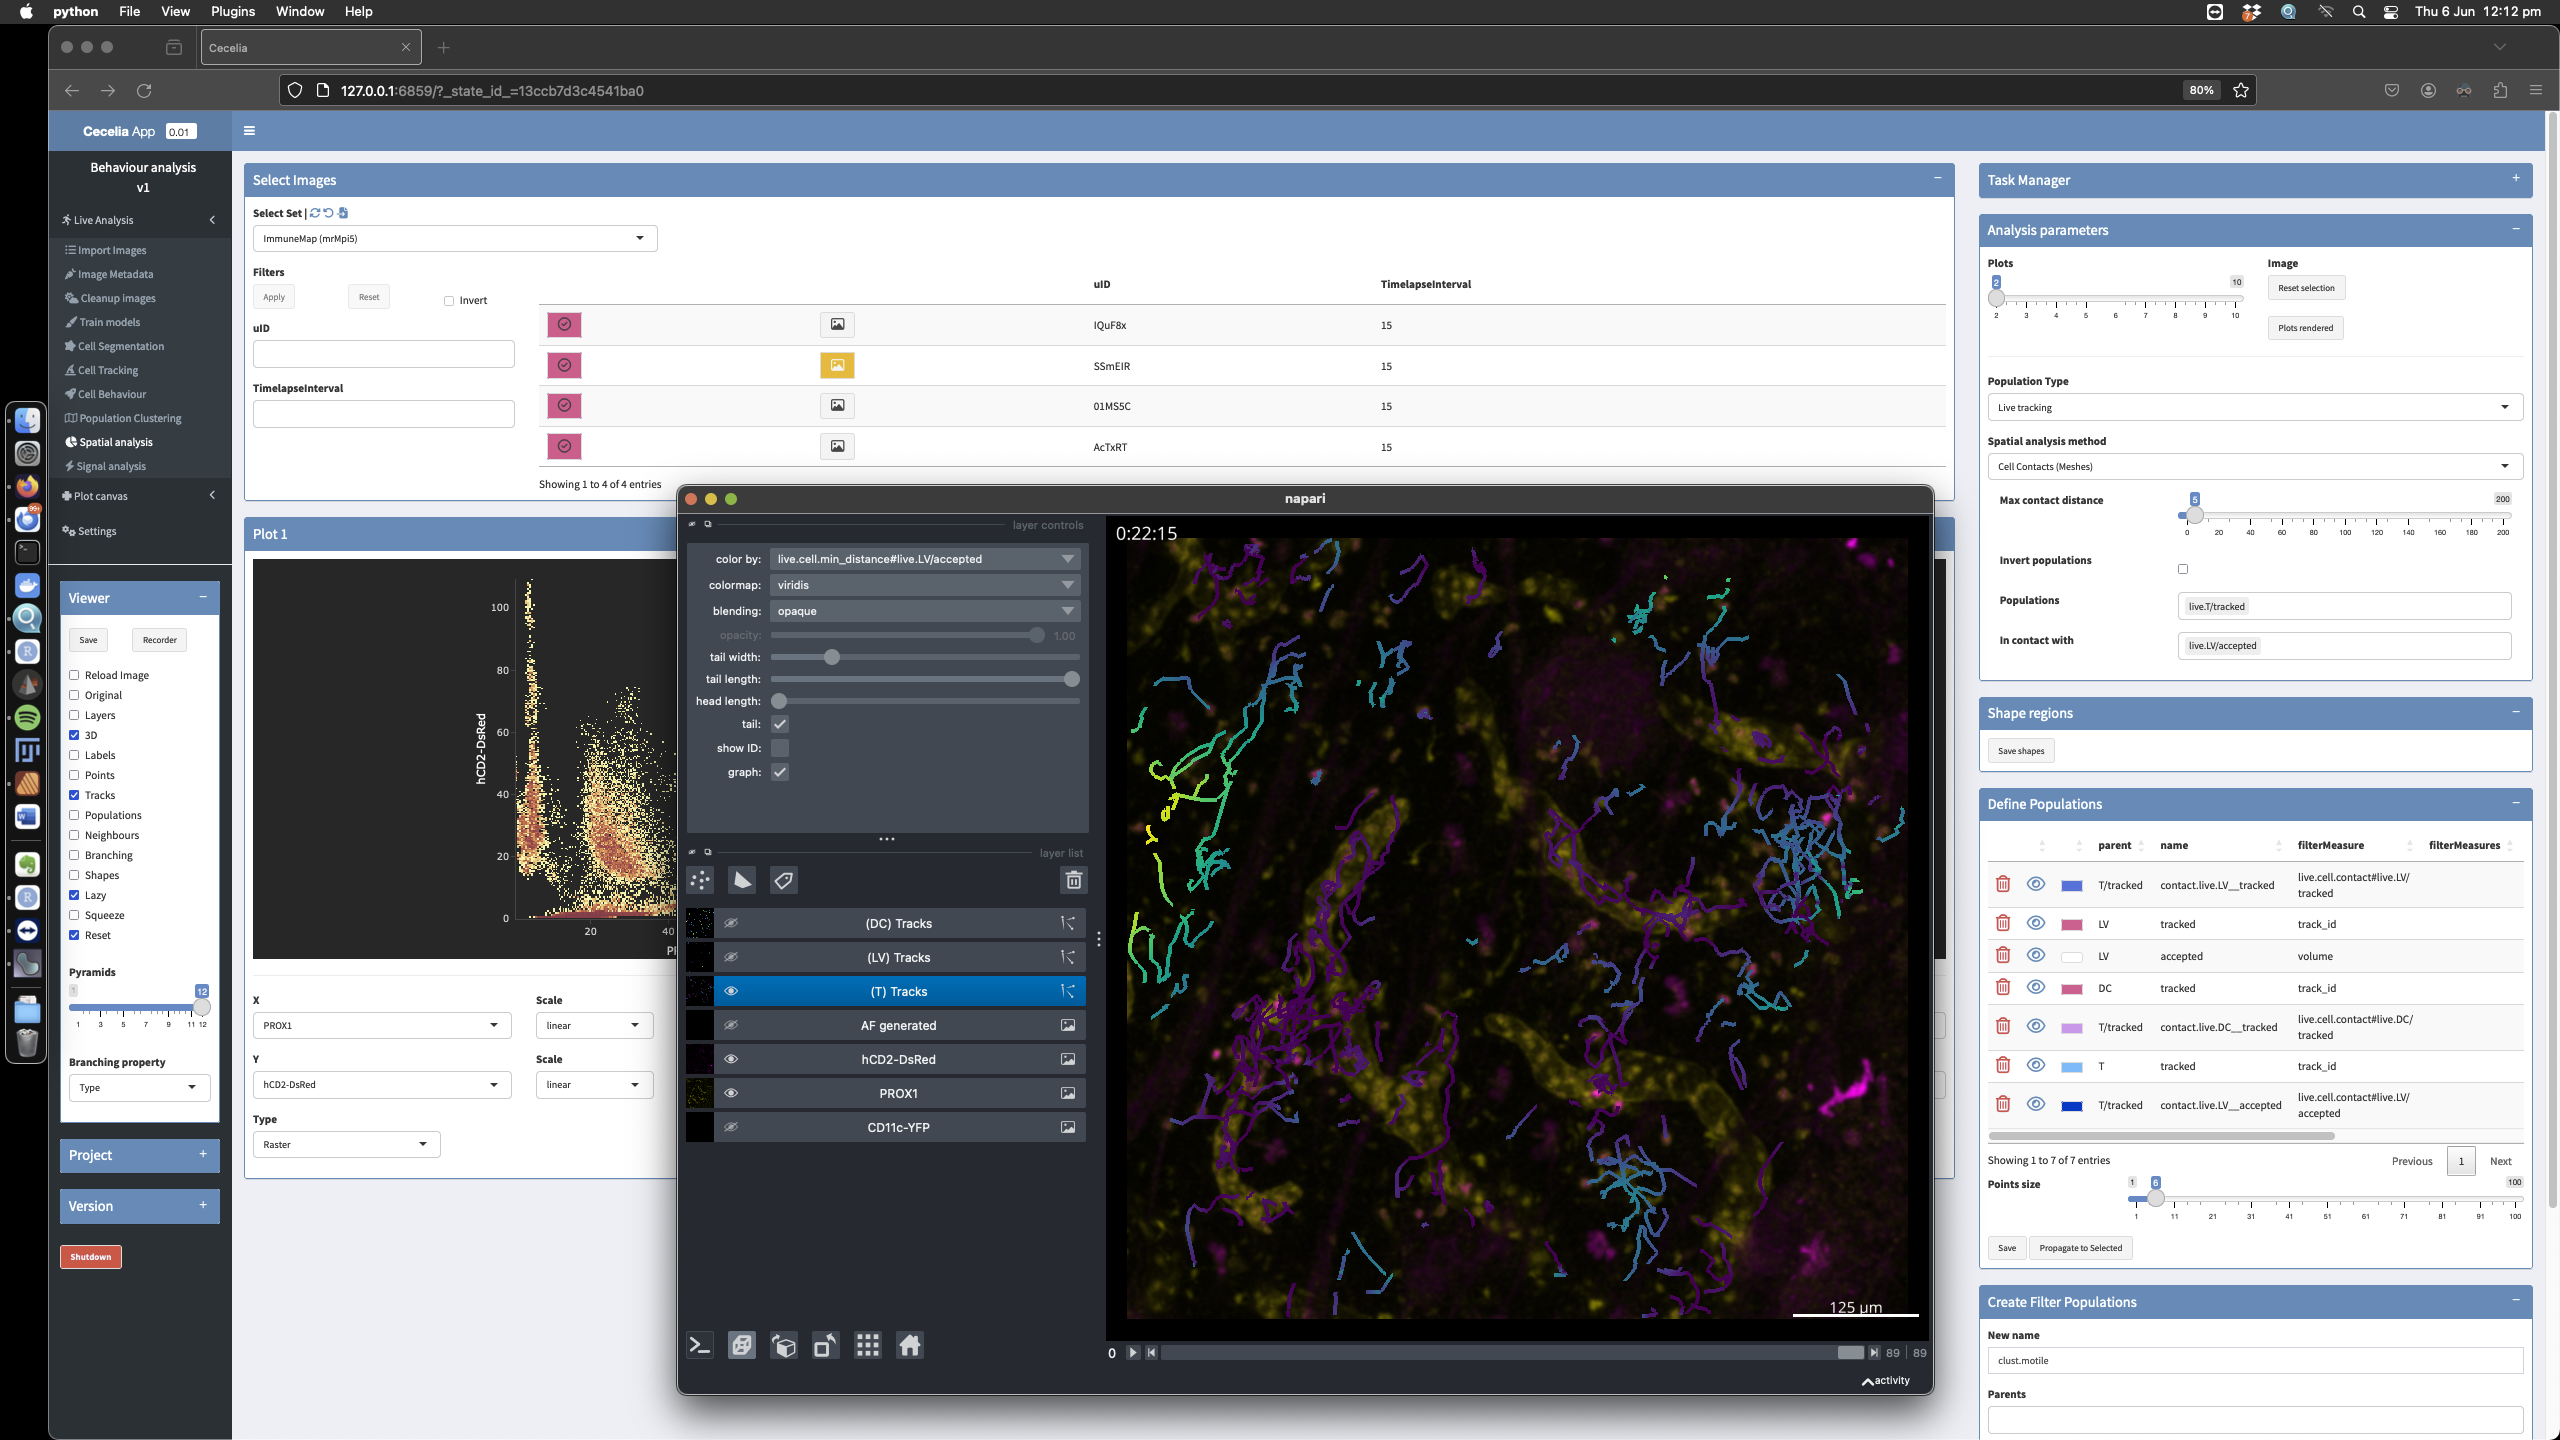 python File View Plugins Window Help
Thu 6 Jun 12:12 pm
Cecelia
127.0.0.1:6859/?_state_id_=13ccb7d3c4541ba0
80%
Cecelia App 0.01
Behaviour analysis
v1
Live Analysis
Import Images
Image Metadata
Cleanup images
Train models
Cell Segmentation
Cell Tracking
Cell Behaviour
Population Clustering
Spatial analysis
Signal analysis
Plot canvas
Settings
Viewer
Save Recorder
Reload Image
Original
Layers
3D
Labels
Points
Tracks
Populations
Neighbours
Branching
Shapes
Lazy
Squeeze
Reset
Pyramids
1 12
1 3 5 7 9 11 12
Branching property
Type
Project
Version
Shutdown
Select Images
Select Set |
ImmuneMap (mrMpi5)
Filters
Apply Reset Invert
uID
TimelapseInterval
uID TimelapseInterval
IQuF8x 15
SSmEIR 15
01MS5C 15
AcTxRT 15
Showing 1 to 4 of 4 entries
Plot 1
hCD2-DsRed
100
80
60
40
20
0
20 40
X Scale
PROX1 linear
Y Scale
hCD2-DsRed linear
Type
Raster
napari
layer controls
color by: live.cell.min_distance#live.LV/accepted
colormap: viridis
blending: opaque
opacity: 1.00
tail width:
tail length:
head length:
tail:
show ID:
graph:
layer list
(DC) Tracks
(LV) Tracks
(T) Tracks
AF generated
hCD2-DsRed
PROX1
CD11c-YFP
0:22:15
125 µm
0 89 | 89
activity
Task Manager
Analysis parameters
Plots Image
2 10
Reset selection
2 3 4 5 6 7 8 9 10
Plots rendered
Population Type
Live tracking
Spatial analysis method
Cell Contacts (Meshes)
Max contact distance
5 200
0 20 40 60 80 100 120 140 160 180 200
Invert populations
Populations live.T/tracked
In contact with live.LV/accepted
Shape regions
Save shapes
Define Populations
parent name filterMeasure filterMeasures
T/tracked contact.live.LV__tracked live.cell.contact#live.LV/
tracked
LV tracked track_id
LV accepted volume
DC tracked track_id
T/tracked contact.live.DC__tracked live.cell.contact#live.DC/
tracked
T tracked track_id
T/tracked contact.live.LV__accepted live.cell.contact#live.LV/
accepted
Showing 1 to 7 of 7 entries
Previous 1 Next
Points size
1 6 100
1 11 21 31 41 51 61 71 81 91 100
Save Propagate to Selected
Create Filter Populations
New name
clust.motile
Parents